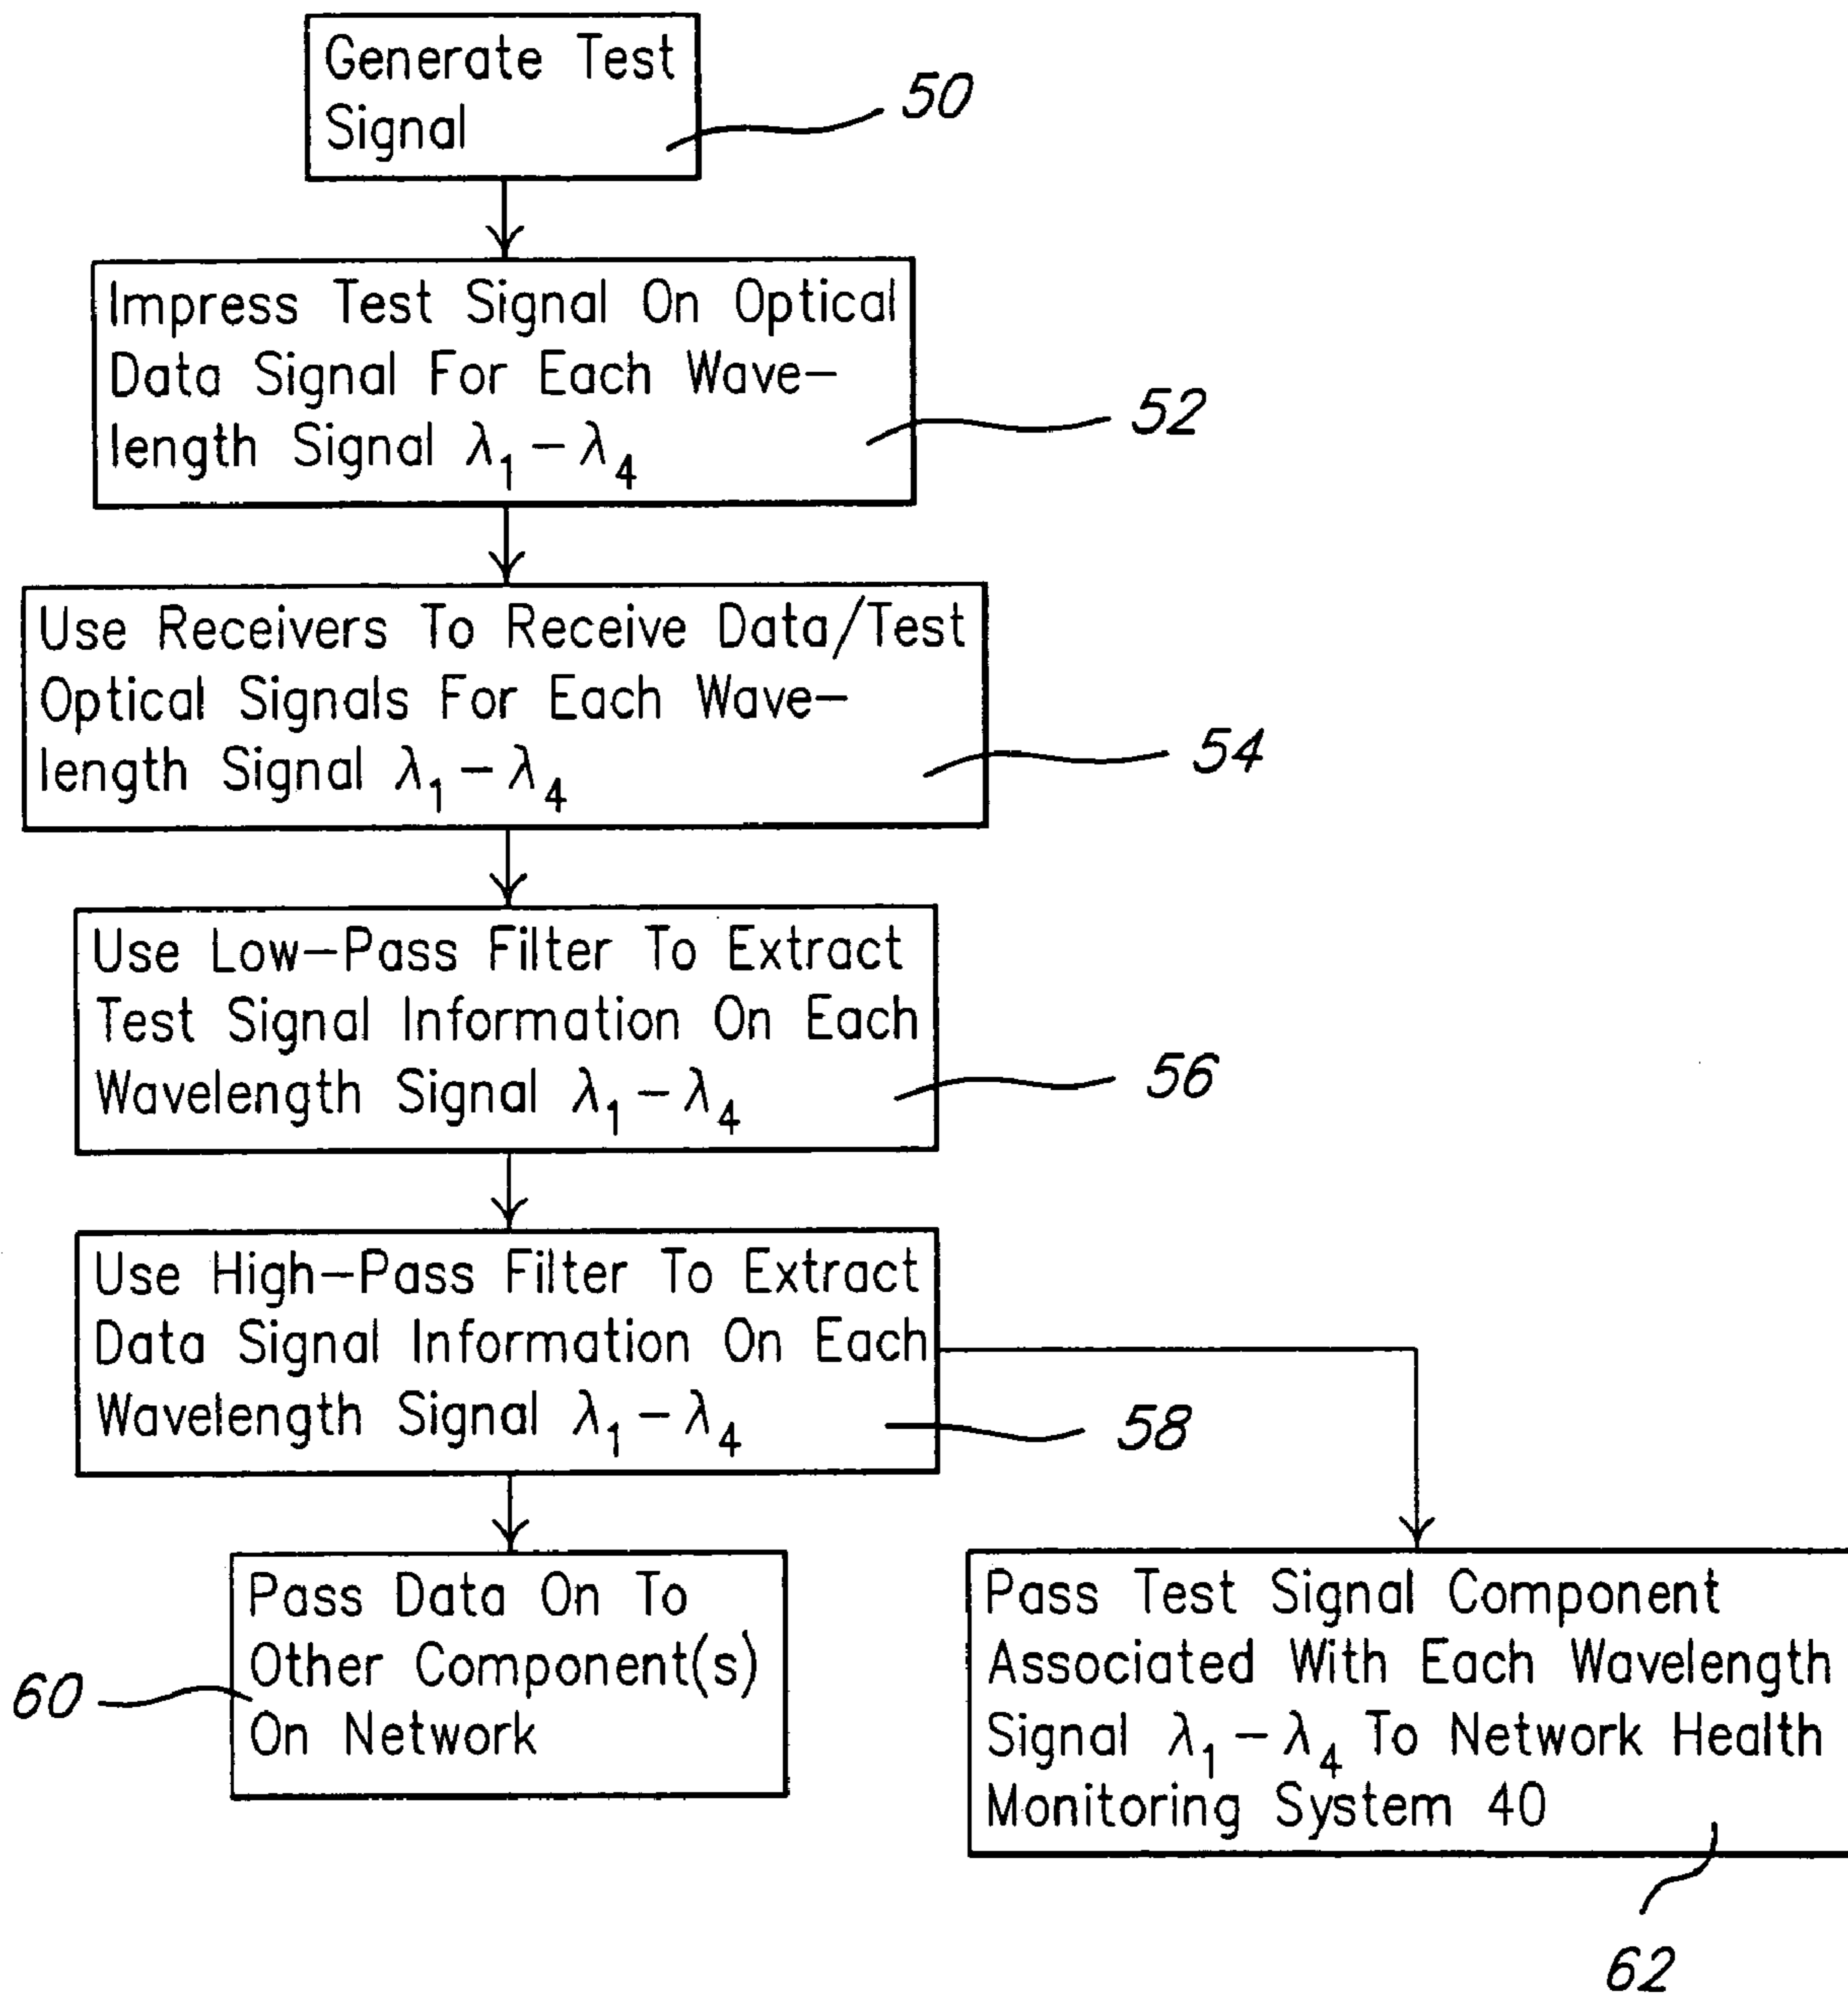 Generate Test
Signal
50
Impress Test Signal On Optical
Data Signal For Each Wave-
length Signal λ₁-λ₄
52
Use Receivers To Receive Data/Test
Optical Signals For Each Wave-
length Signal λ₁-λ₄
54
Use Low-Pass Filter To Extract
Test Signal Information On Each
Wavelength Signal λ₁-λ₄
56
Use High-Pass Filter To Extract
Data Signal Information On Each
Wavelength Signal λ₁-λ₄
58
Pass Data On To
Other Component(s)
On Network
60
Pass Test Signal Component
Associated With Each Wavelength
Signal λ₁-λ₄ To Network Health
Monitoring System 40
62